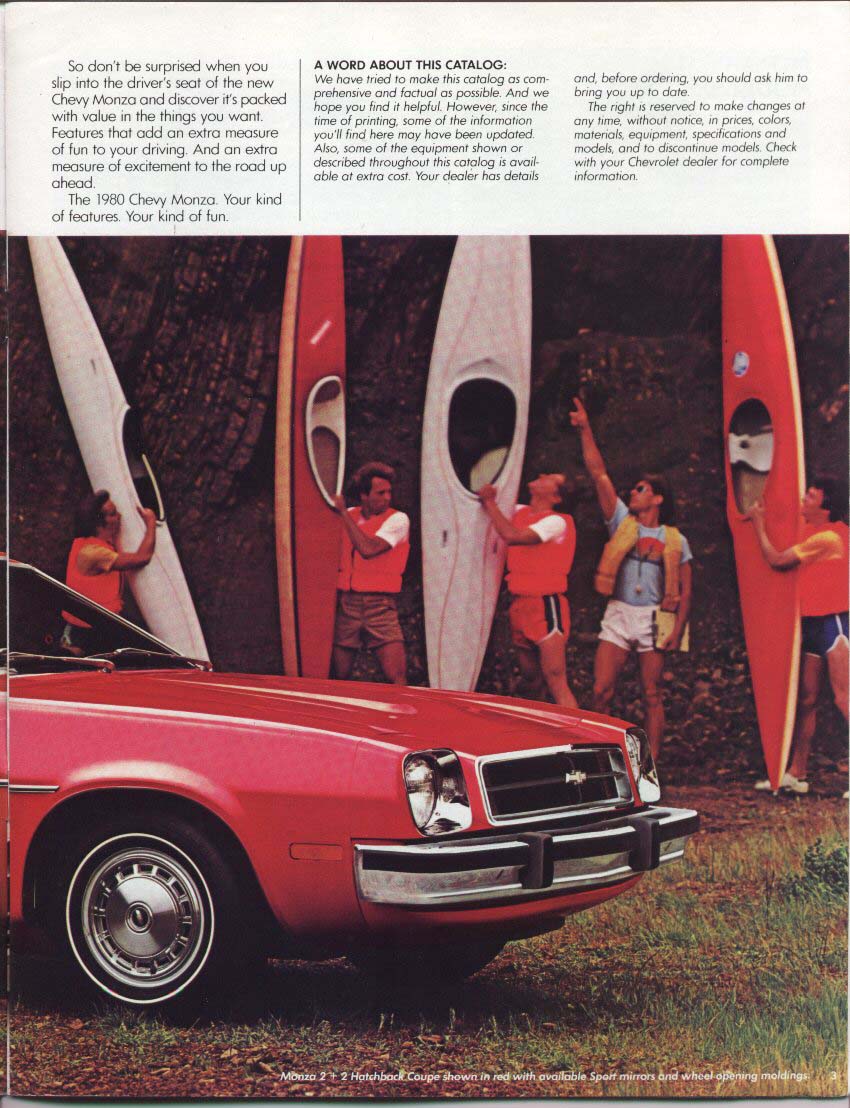 So don't be surprised when you
slip into the driver's seat of the new
Chevy Monza and discover it's packed
with value in the things you want.
Features that add an extra measure
of fun to your driving. And an extra
measure of excitement to the road up
ahead.
The 1980 Chevy Monza. Your kind
of features. Your kind of fun.
A WORD ABOUT THIS CATALOG:
We have tried to make this catalog as com-
prehensive and factual as possible. And we
hope you find it helpful. However, since the
time of printing, some of the information
you'll find here may have been updated.
Also, some of the equipment shown or
described throughout this catalog is avail-
able at extra cost. Your dealer has details
and, before ordering, you should ask him to
bring you up to date.
The right is reserved to make changes at
any time, without notice, in prices, colors,
materials, equipment, specifications and
models, and to discontinue models. Check
with your Chevrolet dealer for complete
information.
Monza 2 + 2 Hatchback Coupe shown in red with available Sport mirrors and wheel-opening moldings. 3